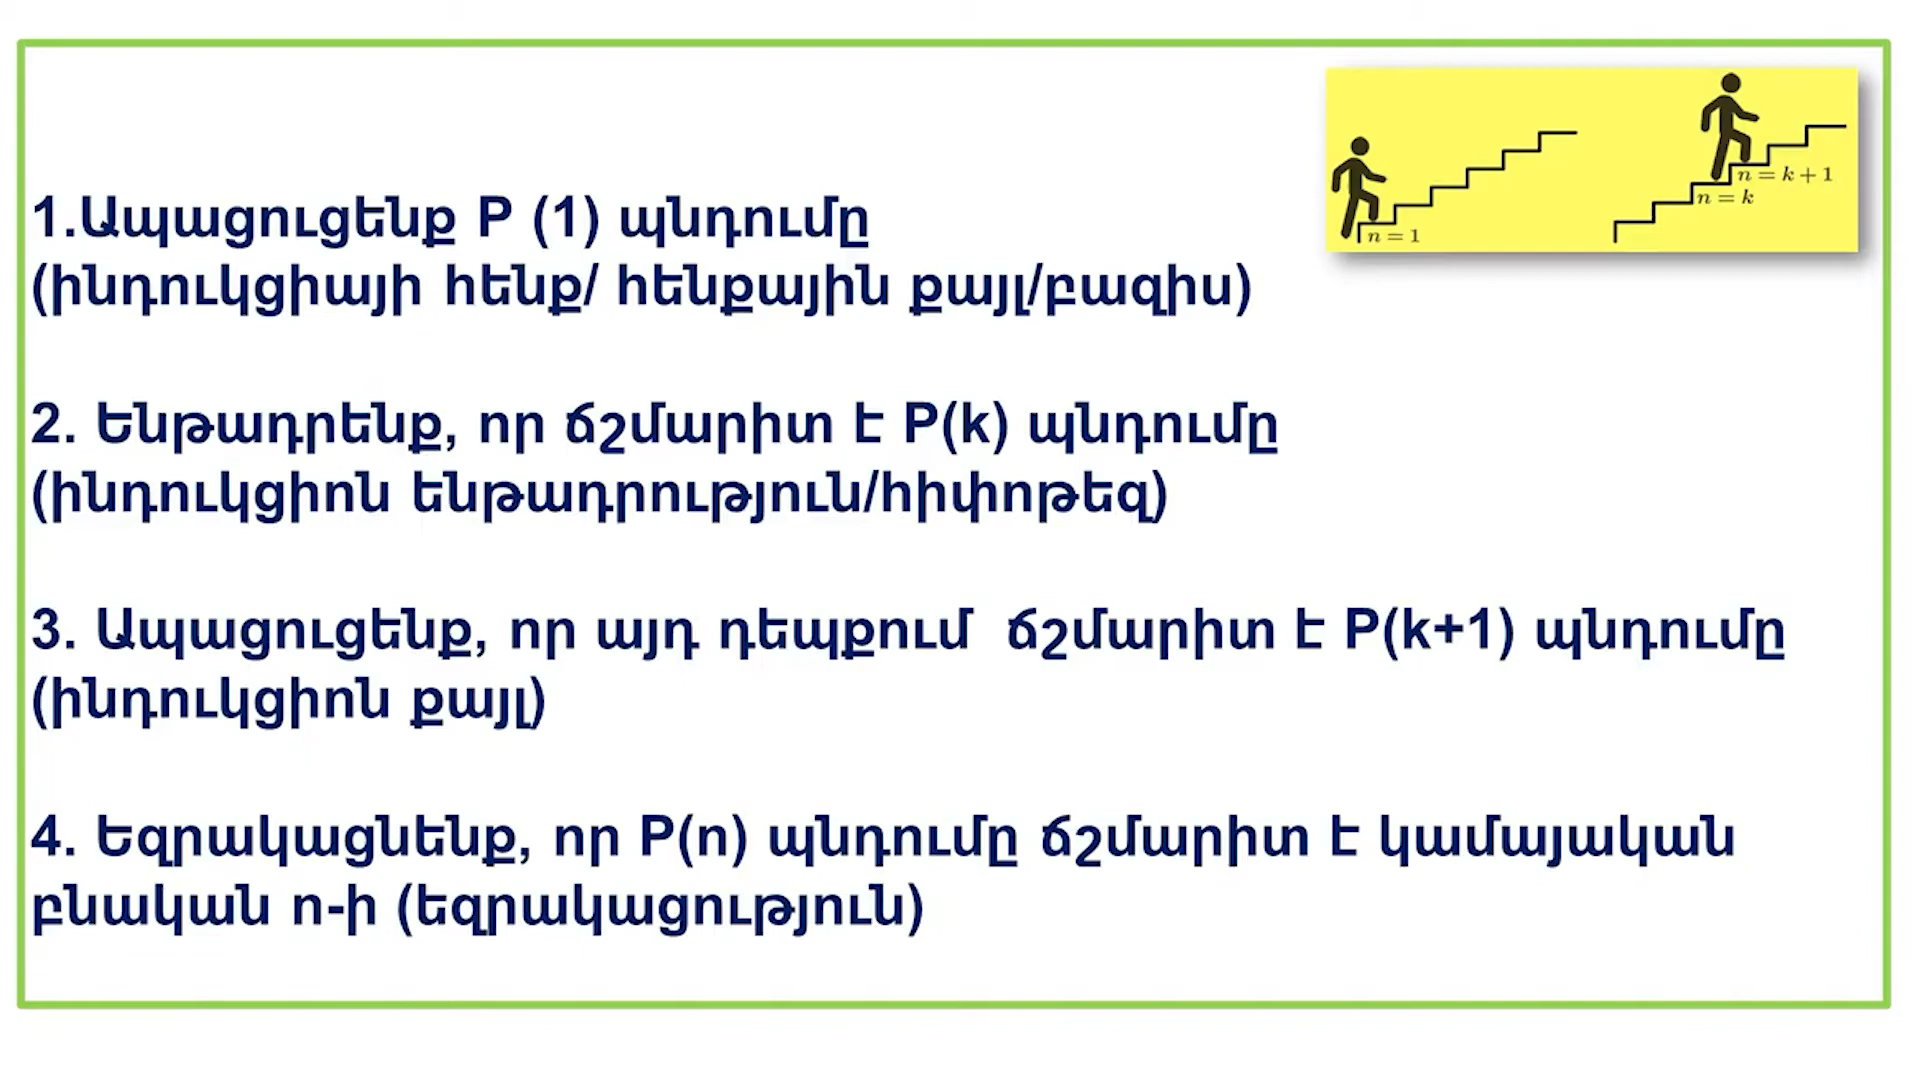 1.Ապացուցենք P (1) պնդումը
(ինդուկցիայի հենք/ հենքային քայլ/բազիս)
2. Ենթադրենք, որ ճշմարիտ է P(k) պնդումը
(ինդուկցիոն ենթադրություն/հիփոթեզ)
3. Ապացուցենք, որ այդ դեպքում ճշմարիտ է P(k+1) պնդումը
(ինդուկցիոն քայլ)
4. Եզրակացնենք, որ P(ո) պնդումը ճշմարիտ է կամայական
բնական ո-ի (եզրակացություն)
n = 1
n = k
n = k + 1